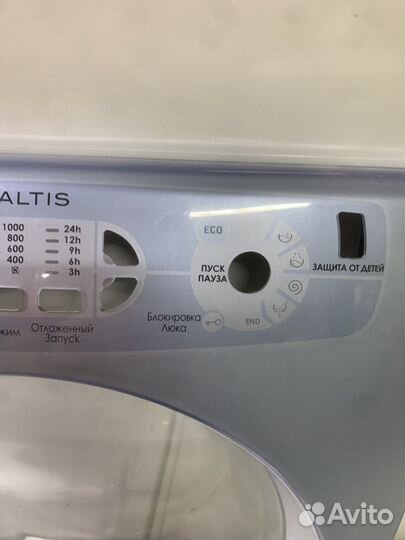 ALTIS
1000
800
600
400
24h
12h
9h
6h
3h
Отложенный
Запуск
ECO
ПУСК
ПАУЗА
Блокировка
Люка
END
ЗАЩИТА ОТ ДЕТЕЙ
Avito